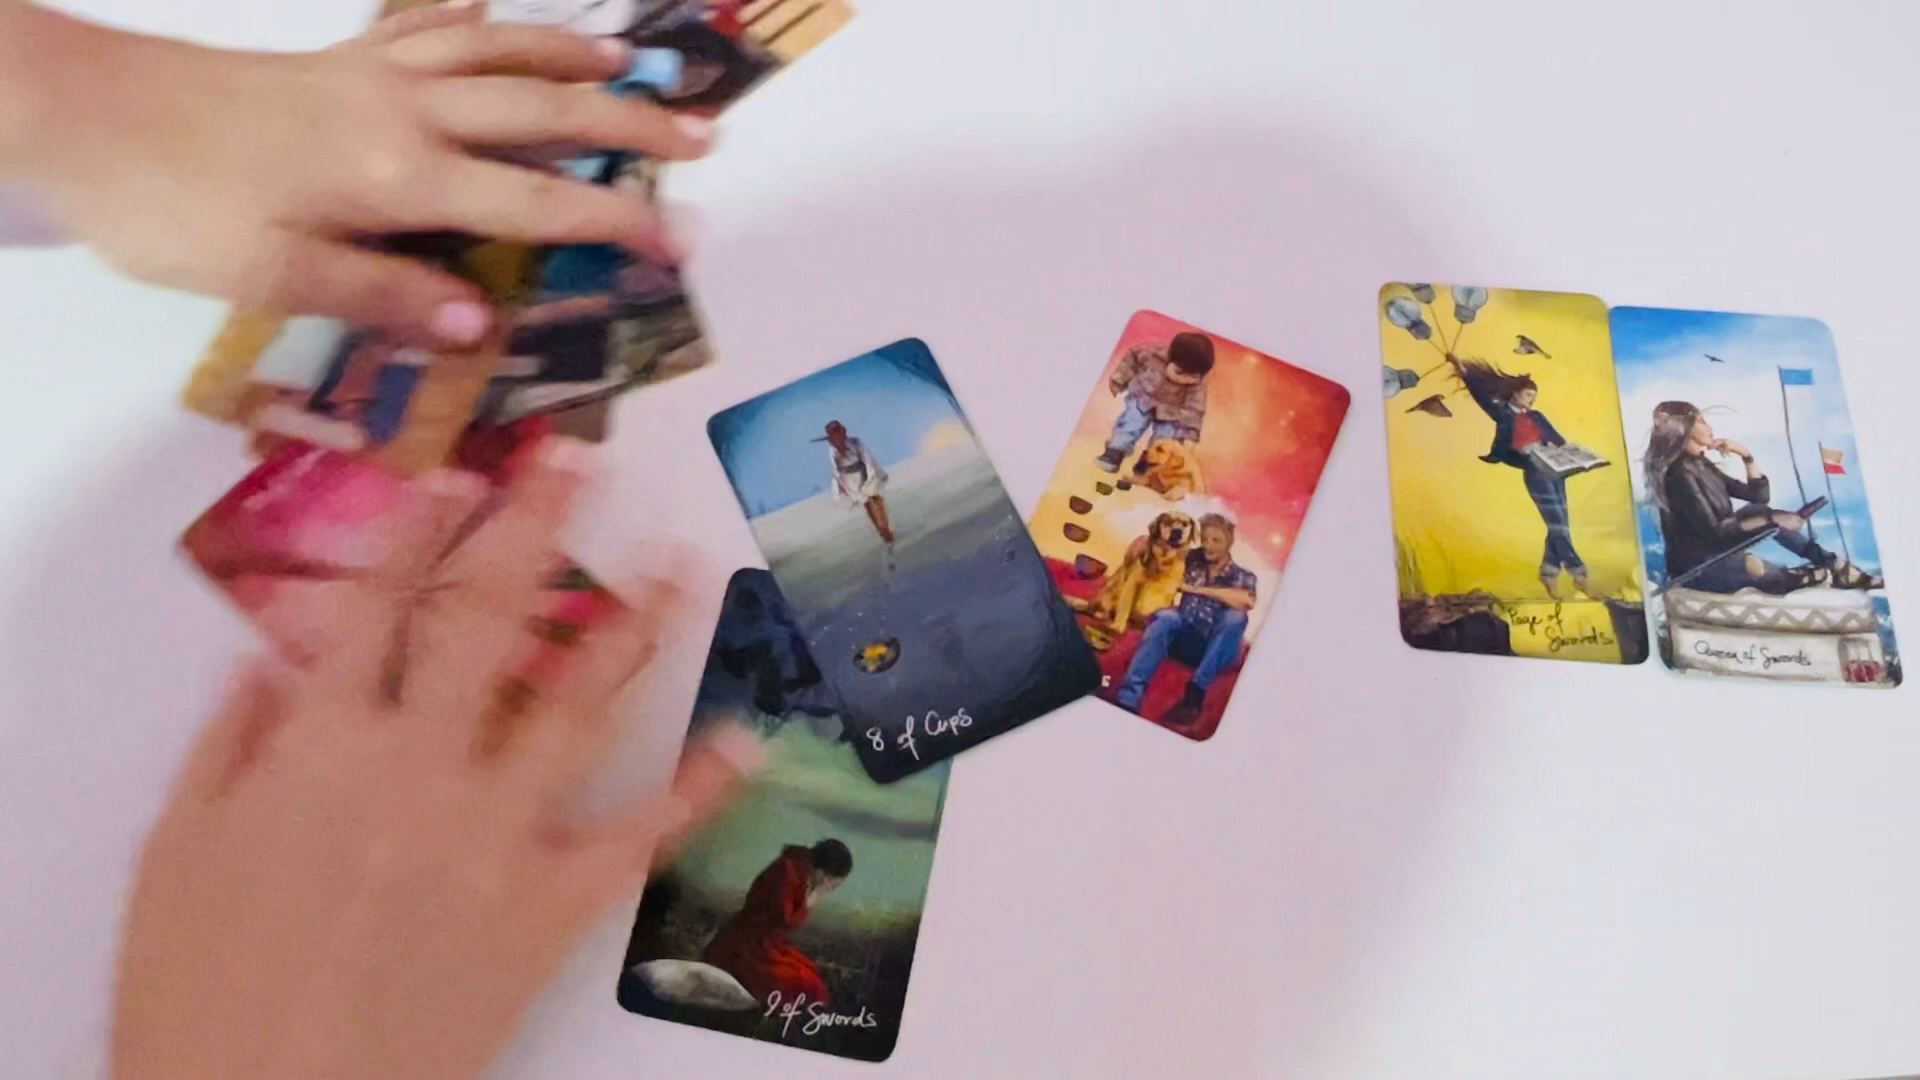 8 of Cups
9 of Swords
s
Page of
Swords
Queen of Swords